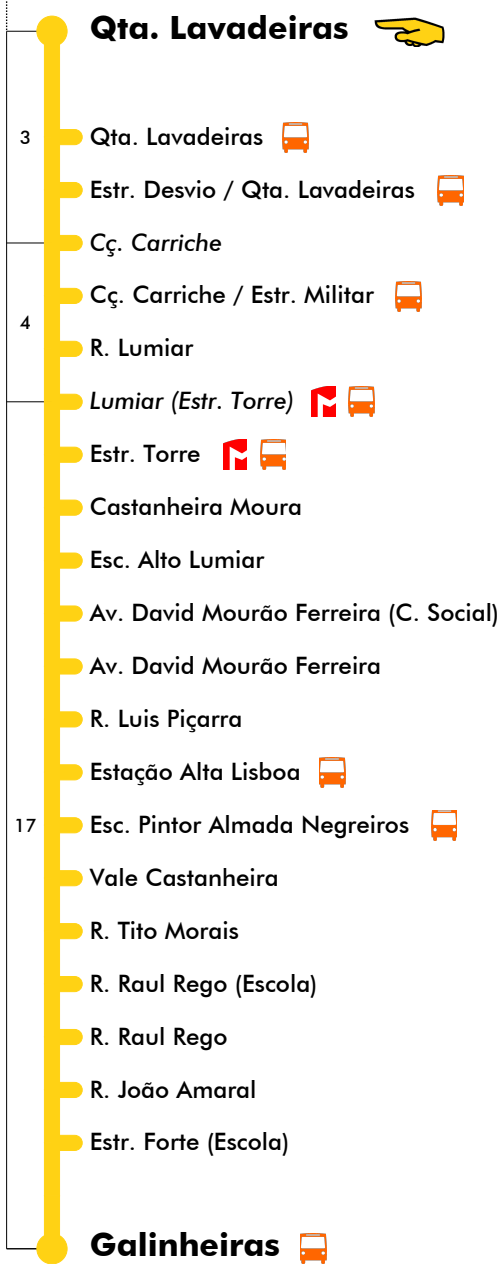 Qta. Lavadeiras
3
Qta. Lavadeiras
Estr. Desvio / Qta. Lavadeiras
Cç. Carriche
Cç. Carriche / Estr. Militar
4
R. Lumiar
Lumiar (Estr. Torre)
Estr. Torre
Castanheira Moura
Esc. Alto Lumiar
Av. David Mourão Ferreira (C. Social)
Av. David Mourão Ferreira
R. Luis Piçarra
Estação Alta Lisboa
17
Esc. Pintor Almada Negreiros
Vale Castanheira
R. Tito Morais
R. Raul Rego (Escola)
R. Raul Rego
R. João Amaral
Estr. Forte (Escola)
Galinheiras